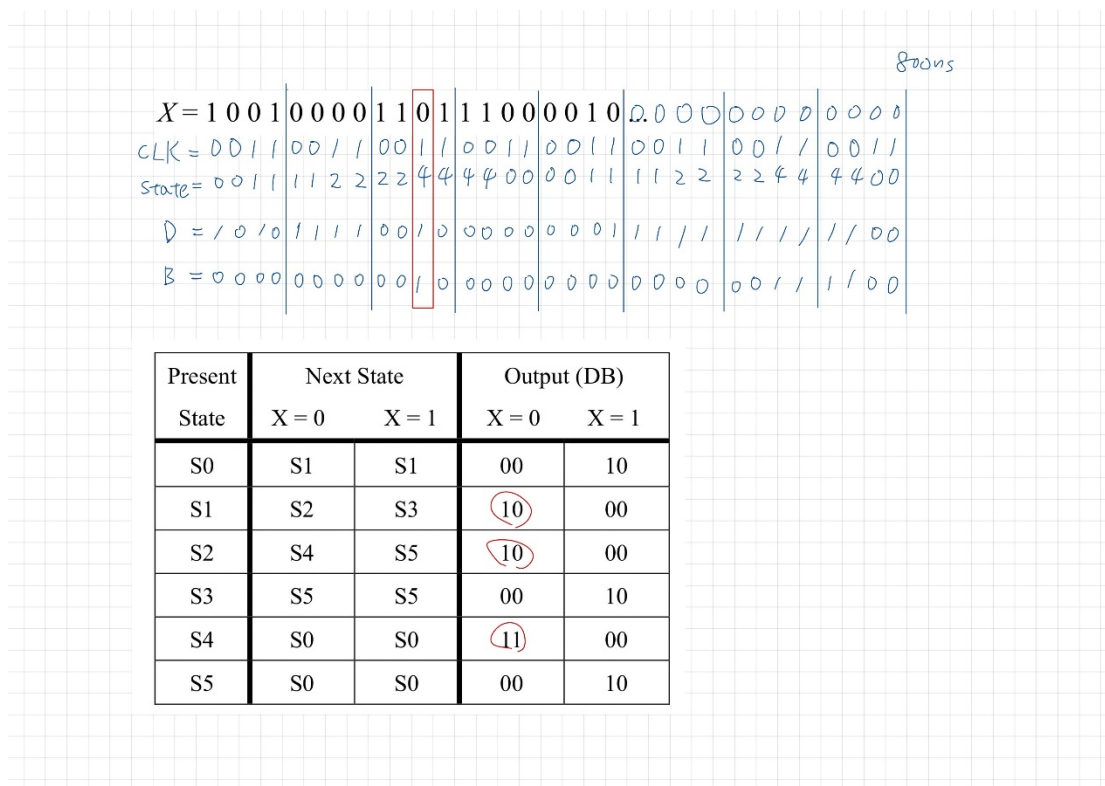 800ns
X = 1 0 0 1 0 0 0 0 1 1 0 1 1 1 0 0 0 0 1 0 0... 0 0 0 0 0 0 0 0 0 0 0
CLK = 0 0 1 1 0 0 1 1 0 0 1 1 0 0 1 1 0 0 1 1 0 0 1 1 0 0 1 1 0 0 1 1
State = 0 0 1 1 1 1 2 2 2 2 4 4 4 4 0 0 0 0 1 1 1 1 2 2 2 2 4 4 4 4 0 0
D = 1 0 1 0 1 1 1 1 0 0 1 0 0 0 0 0 0 0 0 1 1 1 1 1 1 1 1 1 1 1 0 0
B = 0 0 0 0 0 0 0 0 0 0 1 0 0 0 0 0 0 0 0 0 0 0 0 0 0 0 1 1 1 1 0 0
Present Next State Output (DB)
State X = 0 X = 1 X = 0 X = 1
S0 S1 S1 00 10
S1 S2 S3 10 00
S2 S4 S5 10 00
S3 S5 S5 00 10
S4 S0 S0 11 00
S5 S0 S0 00 10